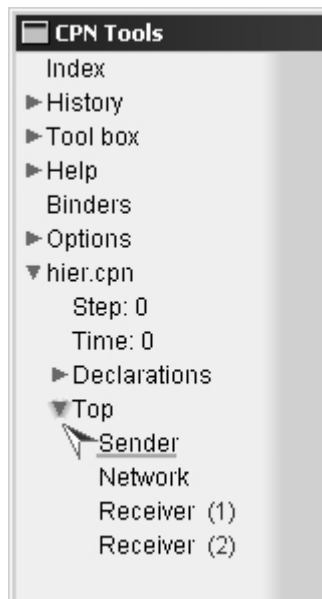 CPN Tools
Index
History
Tool box
Help
Binders
Options
hier.cpn
Step: 0
Time: 0
Declarations
Top
Sender
Network
Receiver (1)
Receiver (2)